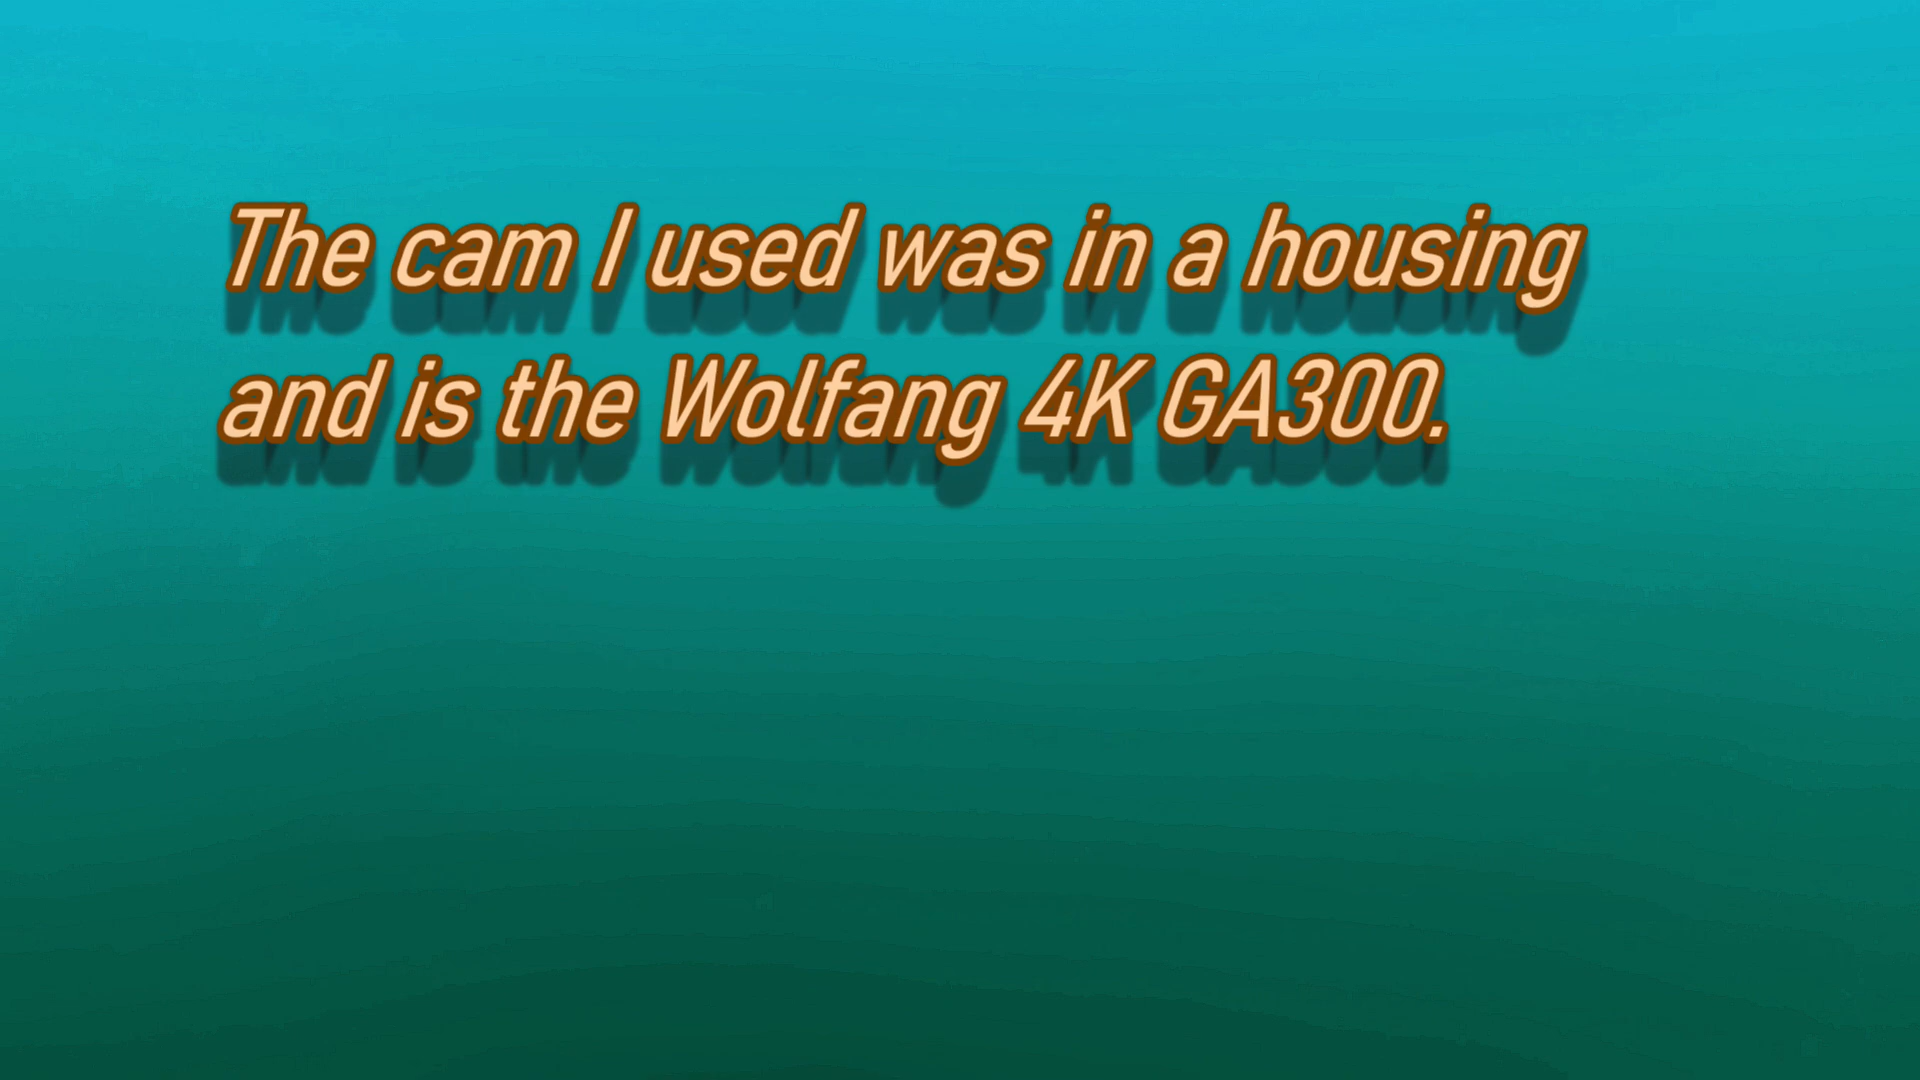 The cam I used was in a housing
and is the Wolfang 4K GA300.